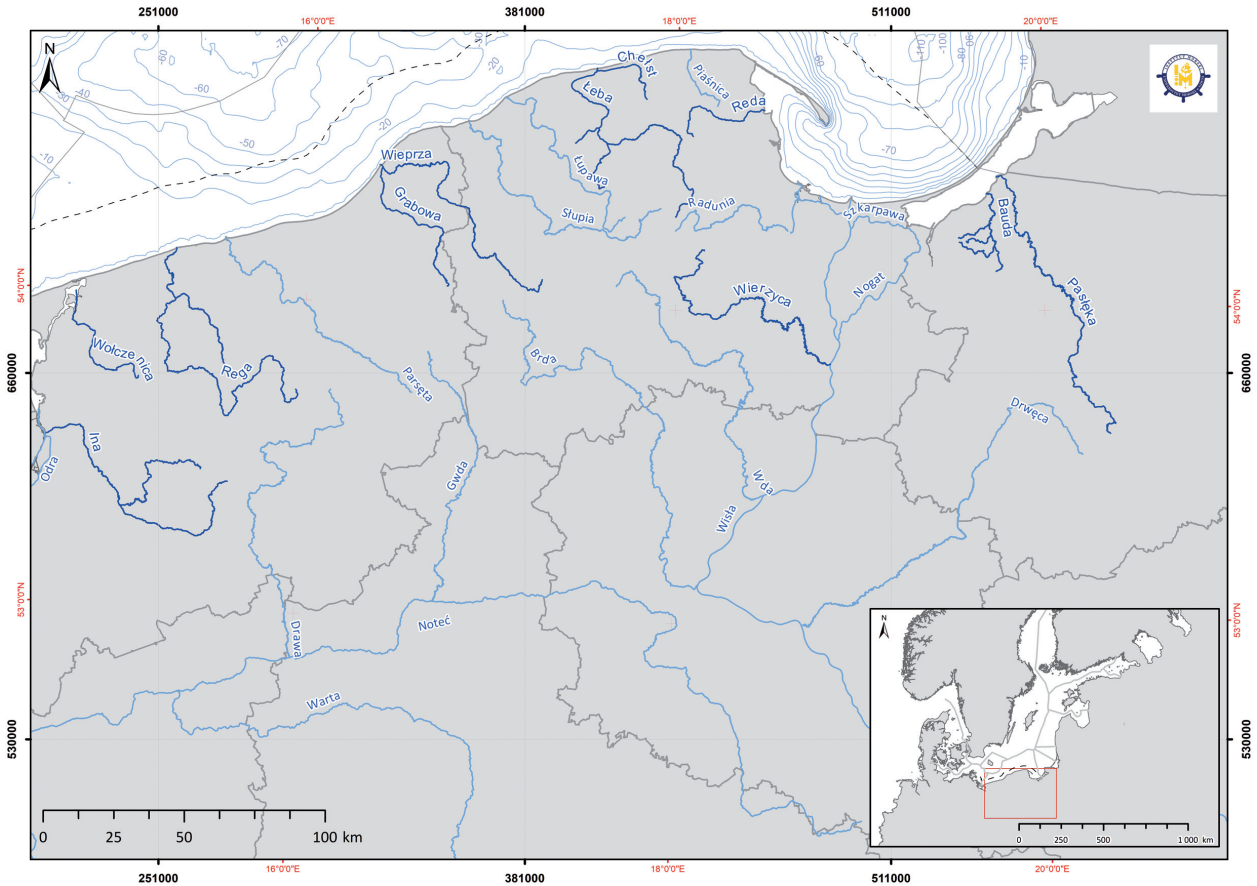 251000
381000
511000
16°0'0"E
18°0'0"E
20°0'0"E
N
-60
-70
-60
-50
-40
-30
-20
-10
-30
-20
-60
-70
-110
-100
-80
-90
-10
Chełst
Łeba
Piaśnica
Reda
Wieprza
Grabowa
Łupawa
Słupia
Radunia
Szkarpawa
Bauda
Nogat
Pasłęka
Wierzyca
54°0'0"N
54°0'0"N
Wołczenica
Rega
Parsęta
Brda
660000
660000
Drwęca
Ina
Odra
Gwda
Wda
Wisła
53°0'0"N
53°0'0"N
Drawa
Noteć
Warta
530000
530000
0 25 50 100 km
N
0 250 500 1 000 km
251000
381000
511000
16°0'0"E
18°0'0"E
20°0'0"E